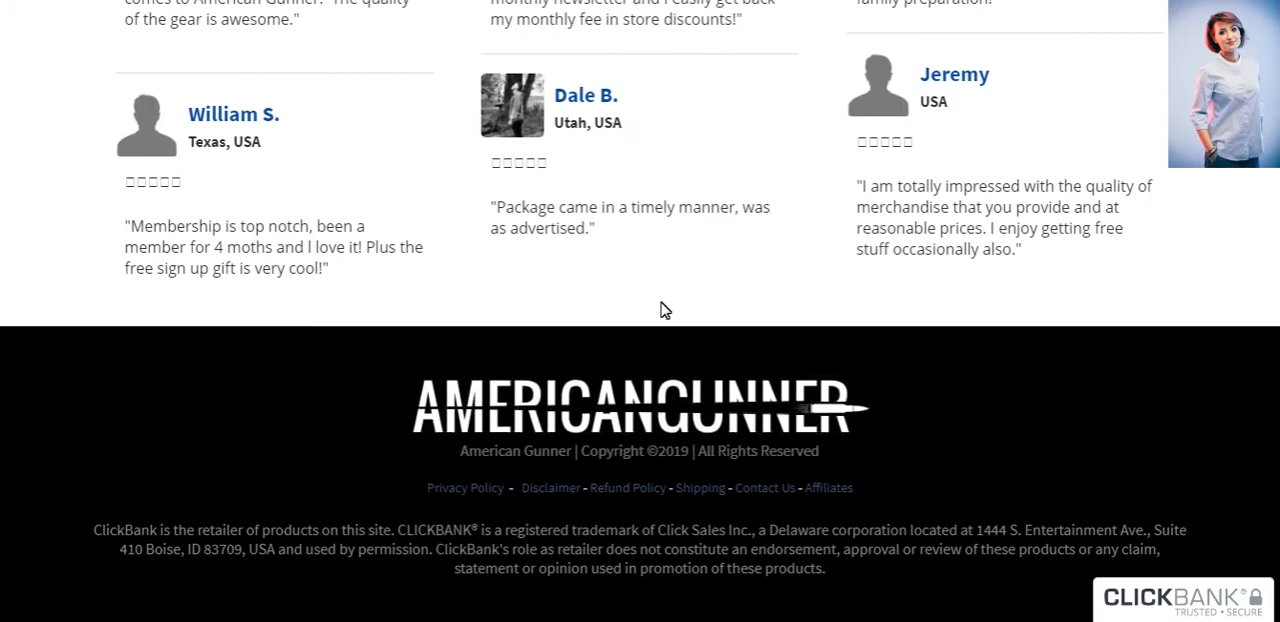 comes to American Gunner. "The quality
of the gear is awesome."
William S.
Texas, USA
"Membership is top notch, been a
member for 4 moths and I love it! Plus the
free sign up gift is very cool!"
monthly newsletter and I easily get back
my monthly fee in store discounts!"
Dale B.
Utah, USA
"Package came in a timely manner, was
as advertised."
family preparation!
Jeremy
USA
"I am totally impressed with the quality of
merchandise that you provide and at
reasonable prices. I enjoy getting free
stuff occasionally also."
AMERICANGUNNER
American Gunner | Copyright ©2019 | All Rights Reserved
Privacy Policy - Disclaimer - Refund Policy - Shipping - Contact Us - Affiliates
ClickBank is the retailer of products on this site. CLICKBANK® is a registered trademark of Click Sales Inc., a Delaware corporation located at 1444 S. Entertainment Ave., Suite
410 Boise, ID 83709, USA and used by permission. ClickBank's role as retailer does not constitute an endorsement, approval or review of these products or any claim,
statement or opinion used in promotion of these products.
CLICKBANK®
TRUSTED • SECURE